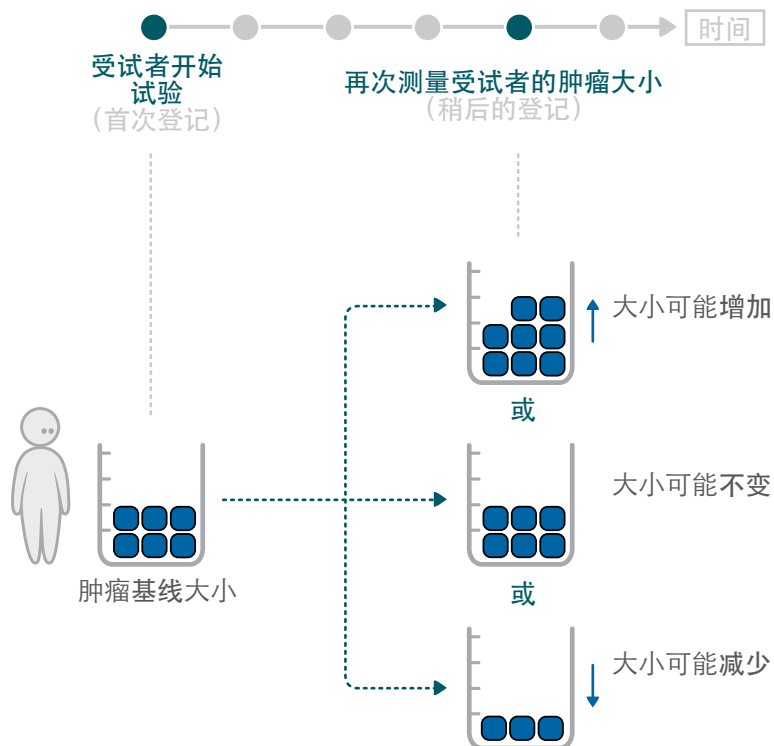 时间
受试者开始
试验
（首次登记）
再次测量受试者的肿瘤大小
（稍后的登记）
大小可能增加
或
大小可能不变
肿瘤基线大小
或
大小可能减少